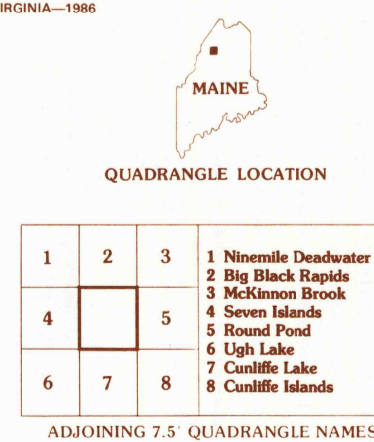 IRGINIA—1986
MAINE
QUADRANGLE LOCATION
1 2 3
4 5
6 7 8
1 Ninemile Deadwater
2 Big Black Rapids
3 McKinnon Brook
4 Seven Islands
5 Round Pond
6 Ugh Lake
7 Cunliffe Lake
8 Cunliffe Islands
ADJOINING 7.5' QUADRANGLE NAMES